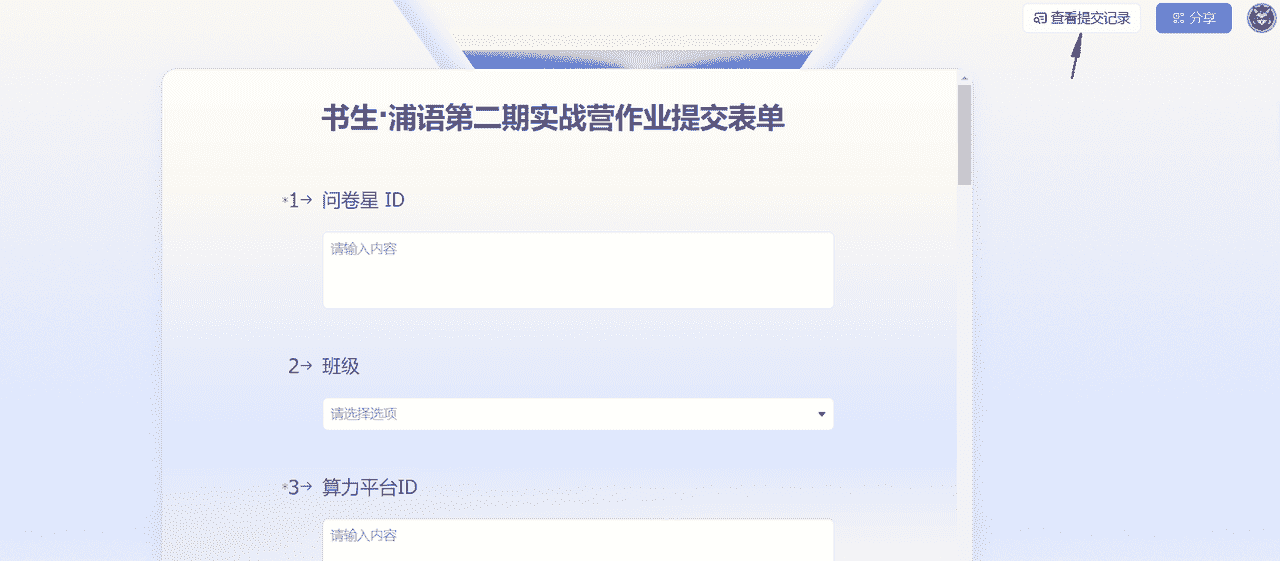 查看提交记录
分享
书生·浦语第二期实战营作业提交表单
*1→ 问卷星 ID
请输入内容
2→ 班级
请选择选项
*3→ 算力平台ID
请输入内容